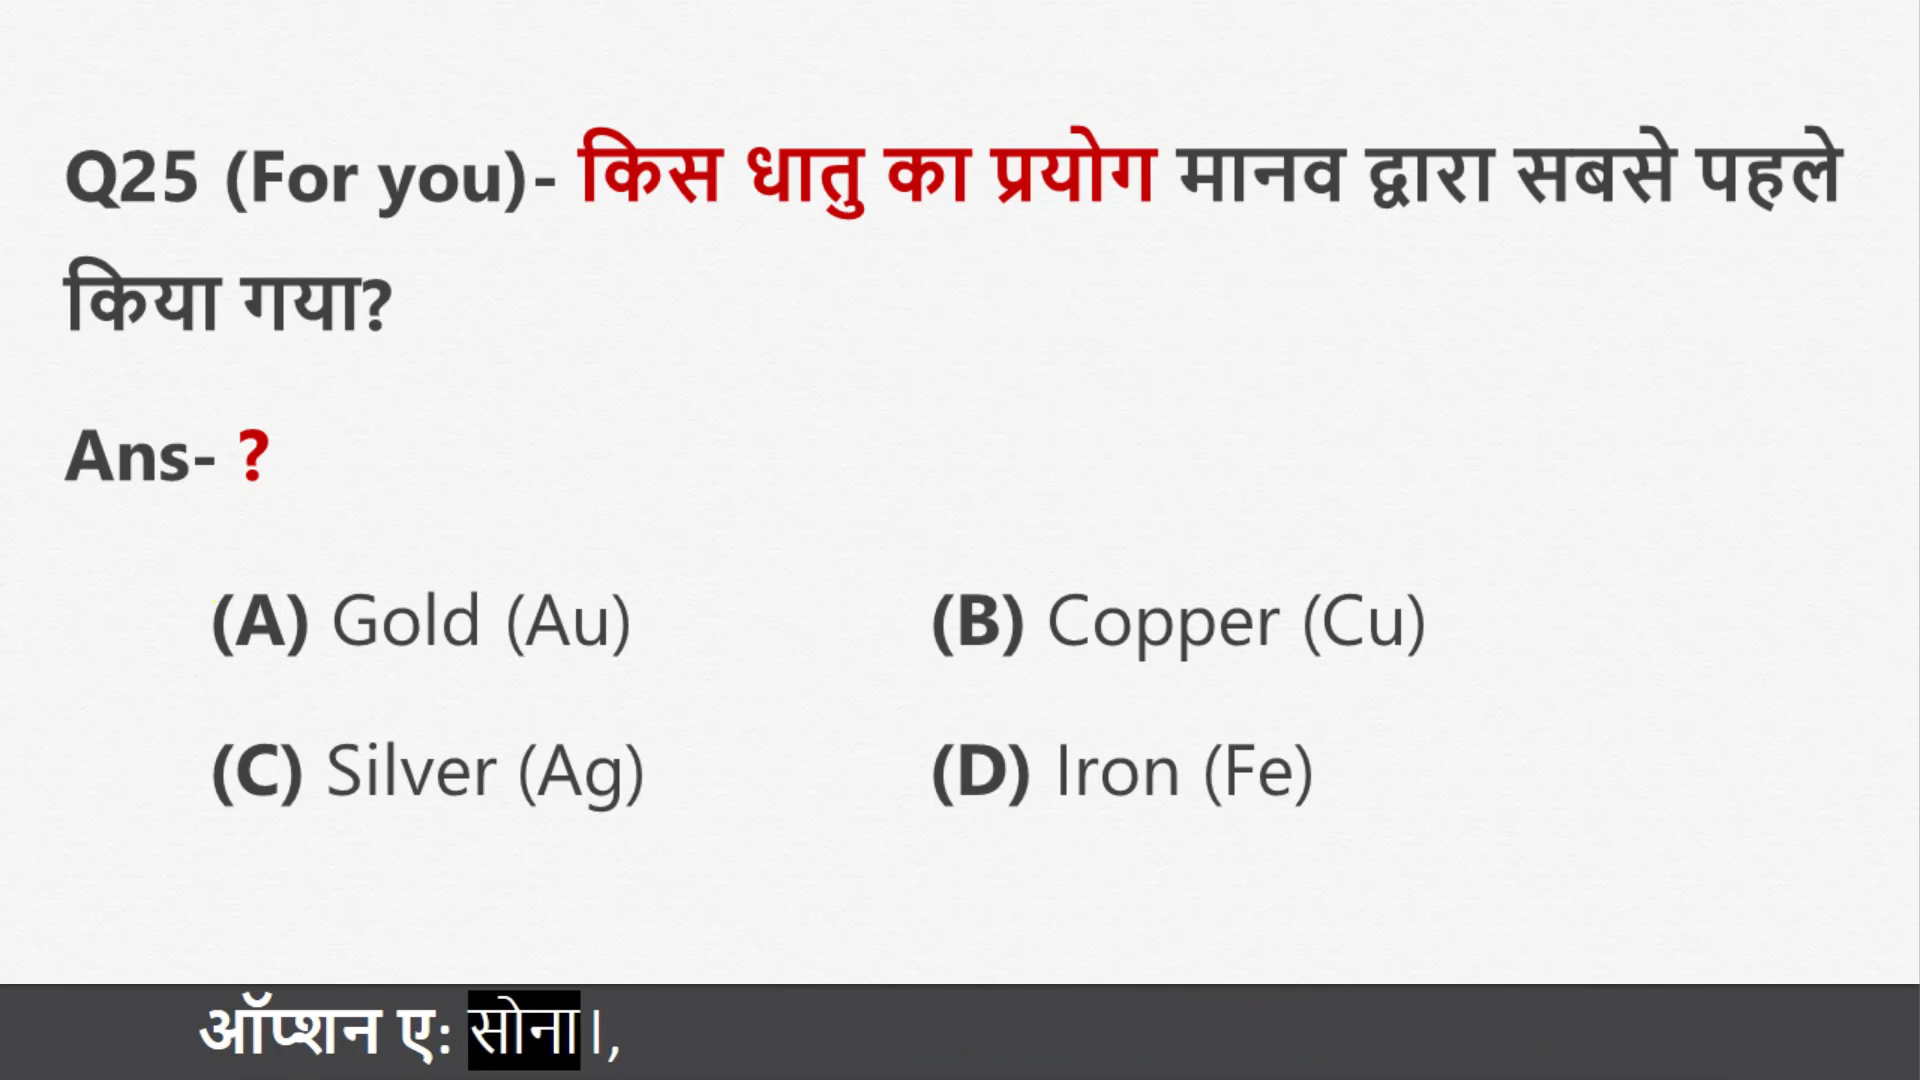 Q25 (For you)- किस धातु का प्रयोग मानव द्वारा सबसे पहले
किया गया?
Ans- ?
(A) Gold (Au) (B) Copper (Cu)
(C) Silver (Ag) (D) Iron (Fe)
ऑप्शन ए: सोना।,